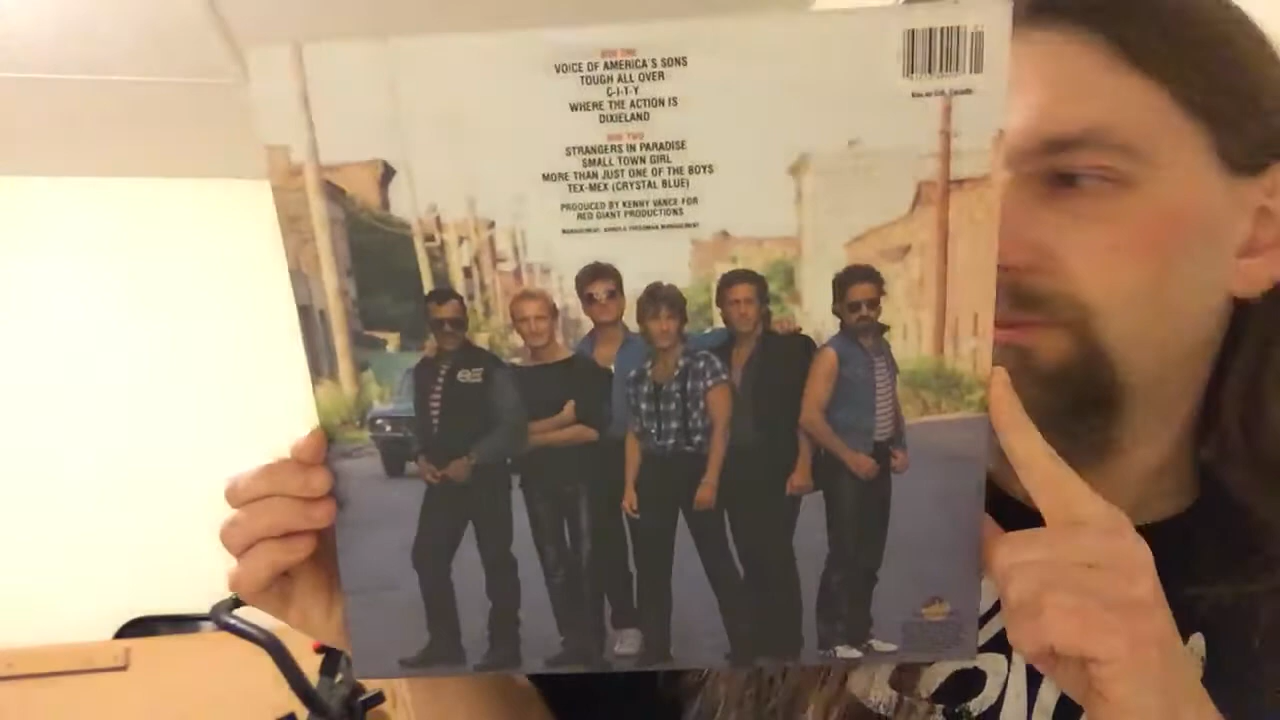 SIDE ONE
VOICE OF AMERICA'S SONS
TOUGH ALL OVER
C-I-T-Y
WHERE THE ACTION IS
DIXIELAND
SIDE TWO
STRANGERS IN PARADISE
SMALL TOWN GIRL
MORE THAN JUST ONE OF THE BOYS
TEX-MEX (CRYSTAL BLUE)
PRODUCED BY KENNY VANCE FOR
RED GIANT PRODUCTIONS